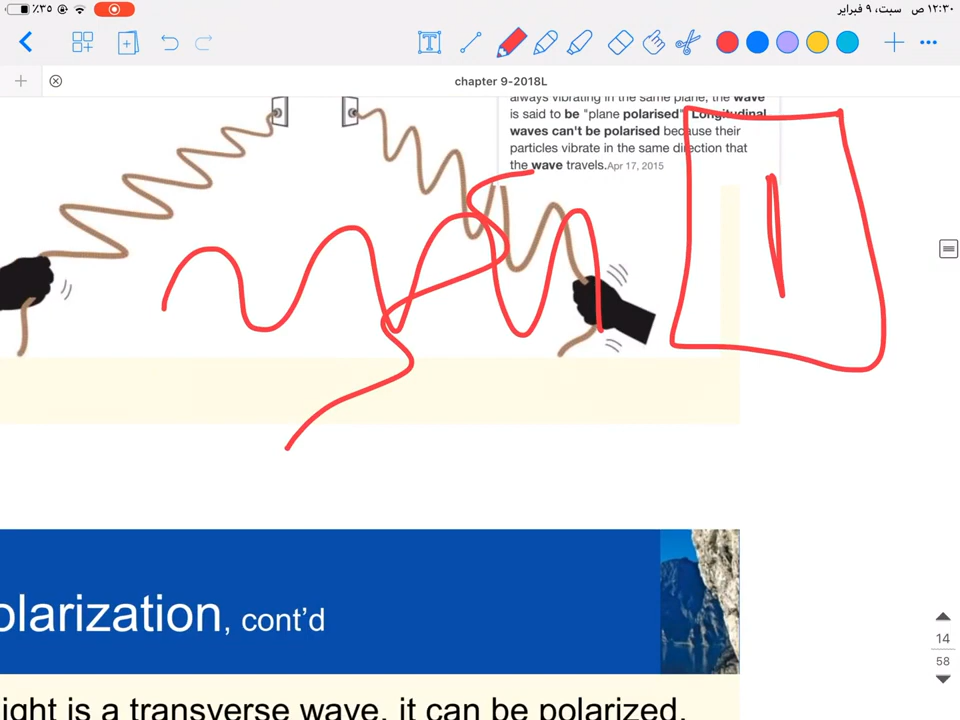 ٪٣٥
١٢:٣٠ ص سبت، ٩ فبراير
chapter 9-2018L
always vibrating in the same plane, the wave
is said to be "plane polarised". Longitudinal
waves can't be polarised because their
particles vibrate in the same direction that
the wave travels. Apr 17, 2015
14
58
olarization, cont'd
ight is a transverse wave, it can be polarized.